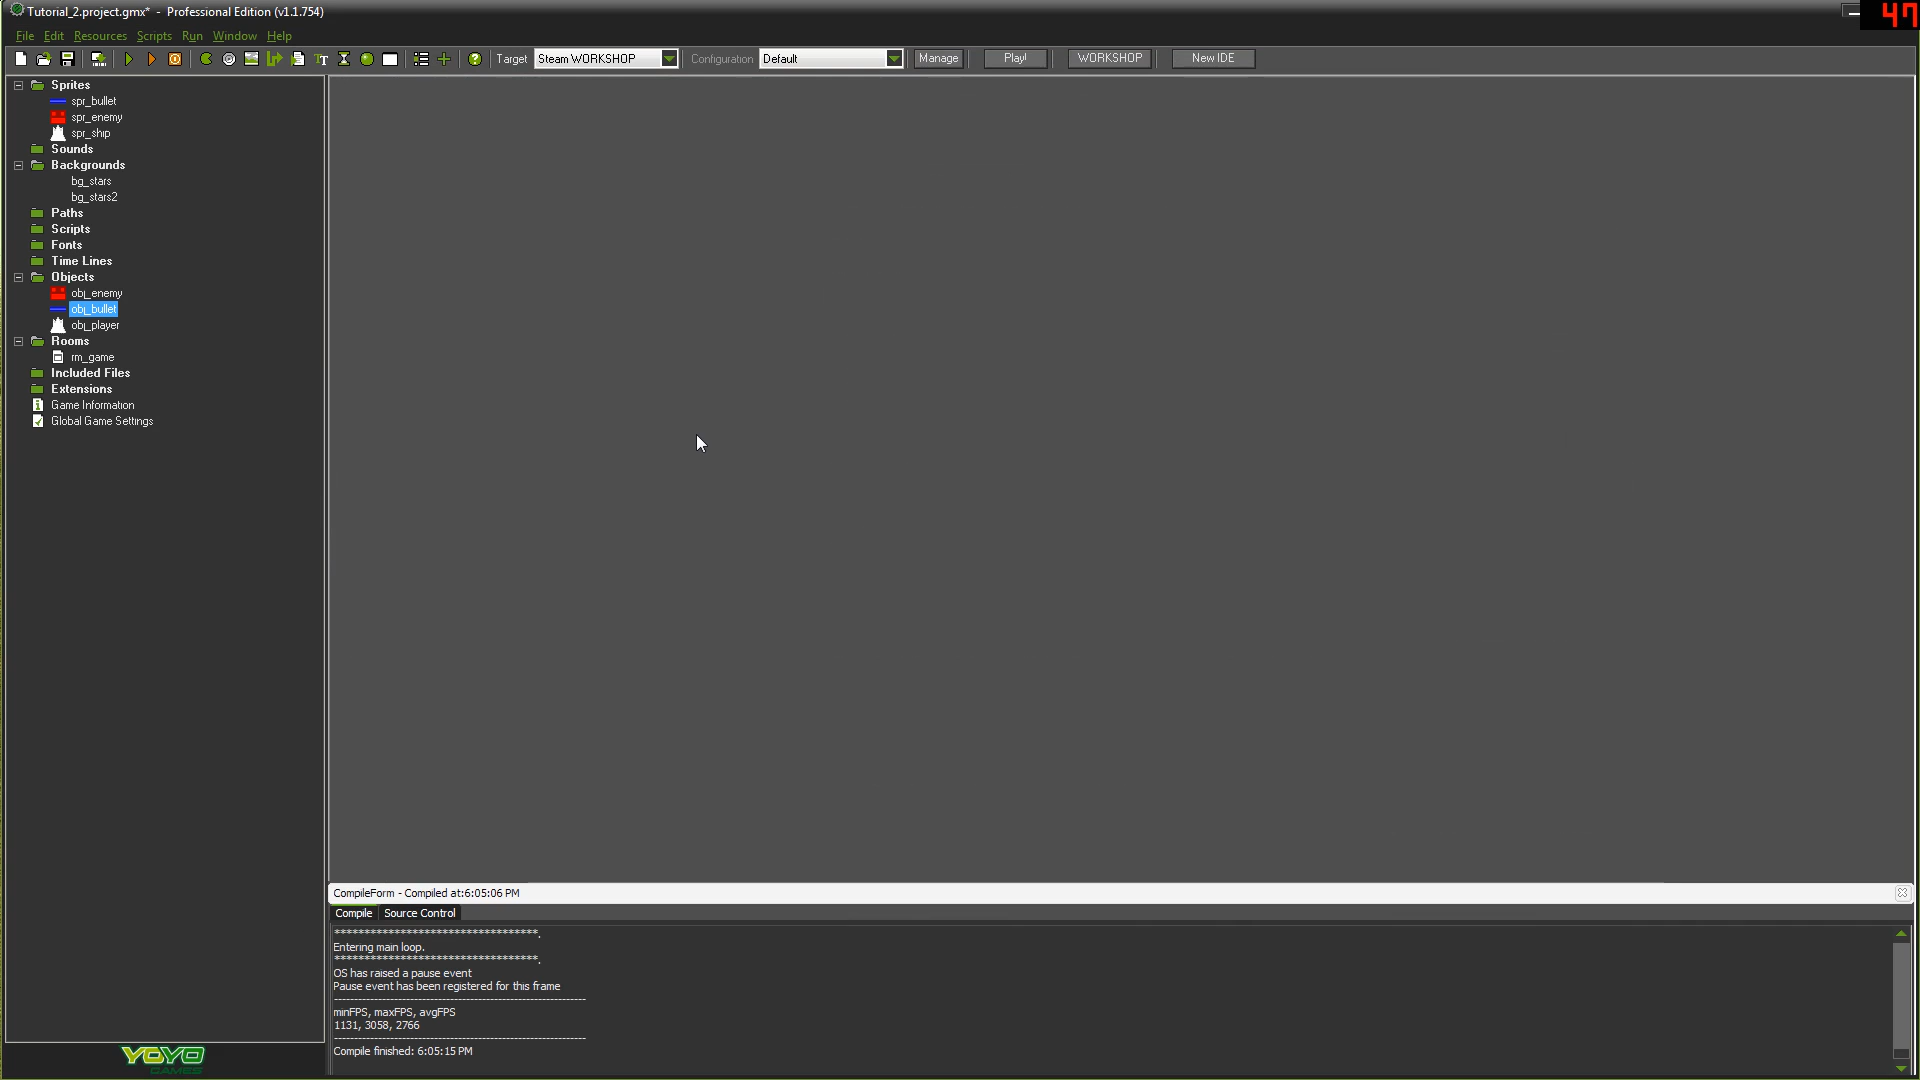 Tutorial_2.project.gmx* - Professional Edition (v1.1.754)
47
File Edit Resources Scripts Run Window Help
Target Steam WORKSHOP Configuration Default Manage Play! WORKSHOP New IDE
Sprites
spr_bullet
spr_enemy
spr_ship
Sounds
Backgrounds
bg_stars
bg_stars2
Paths
Scripts
Fonts
Time Lines
Objects
obj_enemy
obj_bullet
obj_player
Rooms
rm_game
Included Files
Extensions
Game Information
Global Game Settings
CompileForm - Compiled at:6:05:06 PM
Compile Source Control
***********************************.
Entering main loop.
***********************************.
OS has raised a pause event
Pause event has been registered for this frame
---------------------------------------------------------------
minFPS, maxFPS, avgFPS
1131, 3058, 2766
---------------------------------------------------------------
Compile finished: 6:05:15 PM
YOYO
GAMES